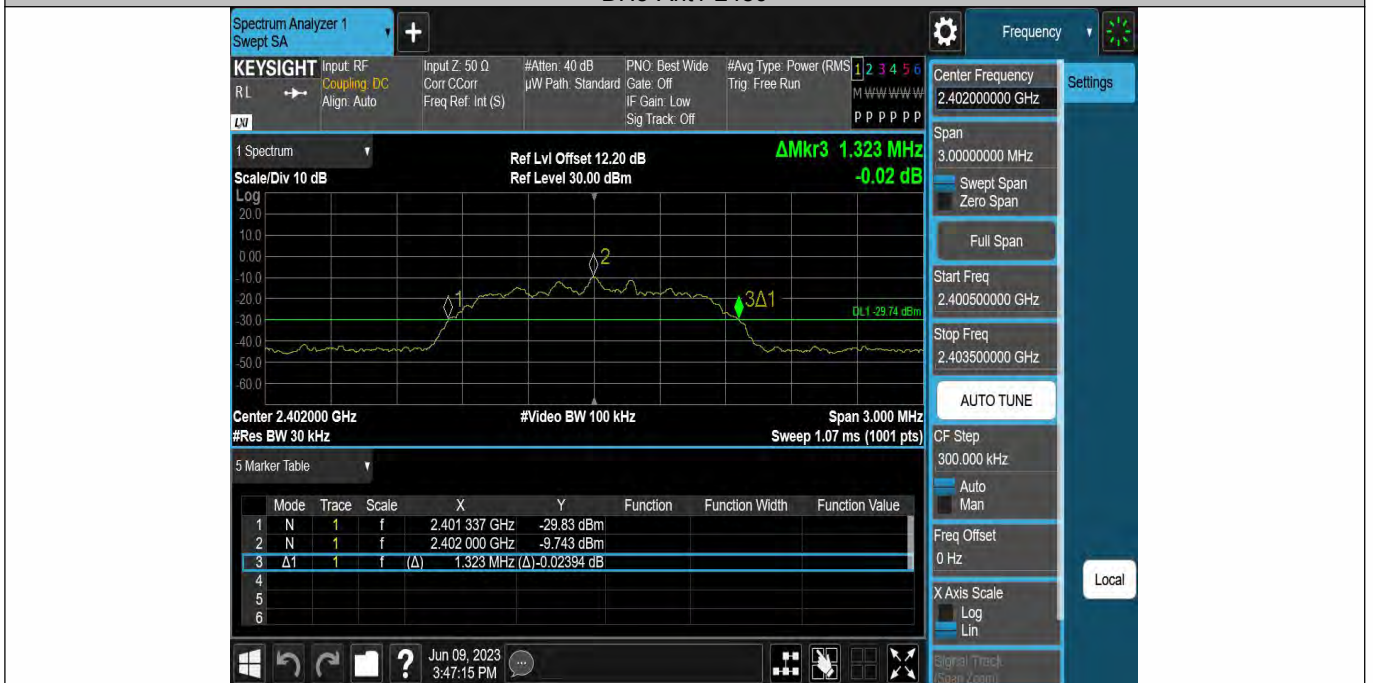 Spectrum Analyzer 1
Swept SA
+
Frequency
KEYSIGHT Input: RF Input Z: 50 Ω #Atten: 40 dB PNO: Best Wide #Avg Type: Power (RMS 1 2 3 4 5 6
RL Coupling: DC Corr CCorr µW Path: Standard Gate: Off Trig: Free Run M W W W W W
Align: Auto Freq Ref: Int (S) IF Gain: Low
LXI Sig Track: Off P P P P P P
Center Frequency
2.402000000 GHz
Settings
1 Spectrum
Ref Lvl Offset 12.20 dB
ΔMkr3 1.323 MHz
Scale/Div 10 dB
Ref Level 30.00 dBm
-0.02 dB
Log
20.0
10.0
0.00
-10.0
-20.0
-30.0
-40.0
-50.0
-60.0
1
2
3Δ1
DL1 -29.74 dBm
Center 2.402000 GHz #Video BW 100 kHz Span 3.000 MHz
#Res BW 30 kHz Sweep 1.07 ms (1001 pts)
Span
3.00000000 MHz
Swept Span
Zero Span
Full Span
Start Freq
2.400500000 GHz
Stop Freq
2.403500000 GHz
AUTO TUNE
CF Step
300.000 kHz
Auto
Man
Freq Offset
0 Hz
X Axis Scale
Log
Lin
Signal Track
(Span Zoom)
Local
5 Marker Table
Mode Trace Scale X Y Function Function Width Function Value
1 N 1 f 2.401 337 GHz -29.83 dBm
2 N 1 f 2.402 000 GHz -9.743 dBm
3 Δ1 1 f (Δ) 1.323 MHz (Δ) -0.02394 dB
4
5
6
?
Jun 09, 2023
3:47:15 PM